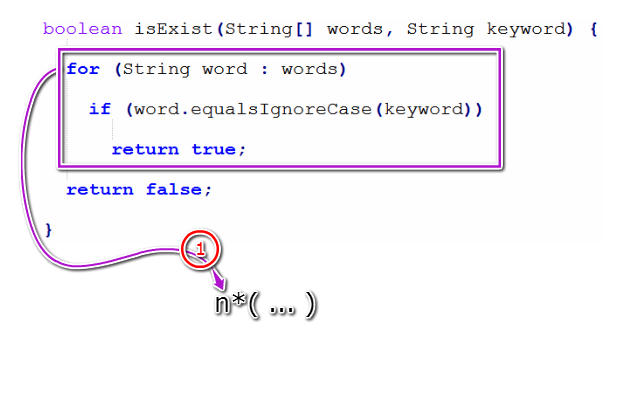 boolean isExist(String[] words, String keyword) {
for (String word : words)
if (word.equalsIgnoreCase(keyword))
return true;
return false;
}
1
n*( ... )